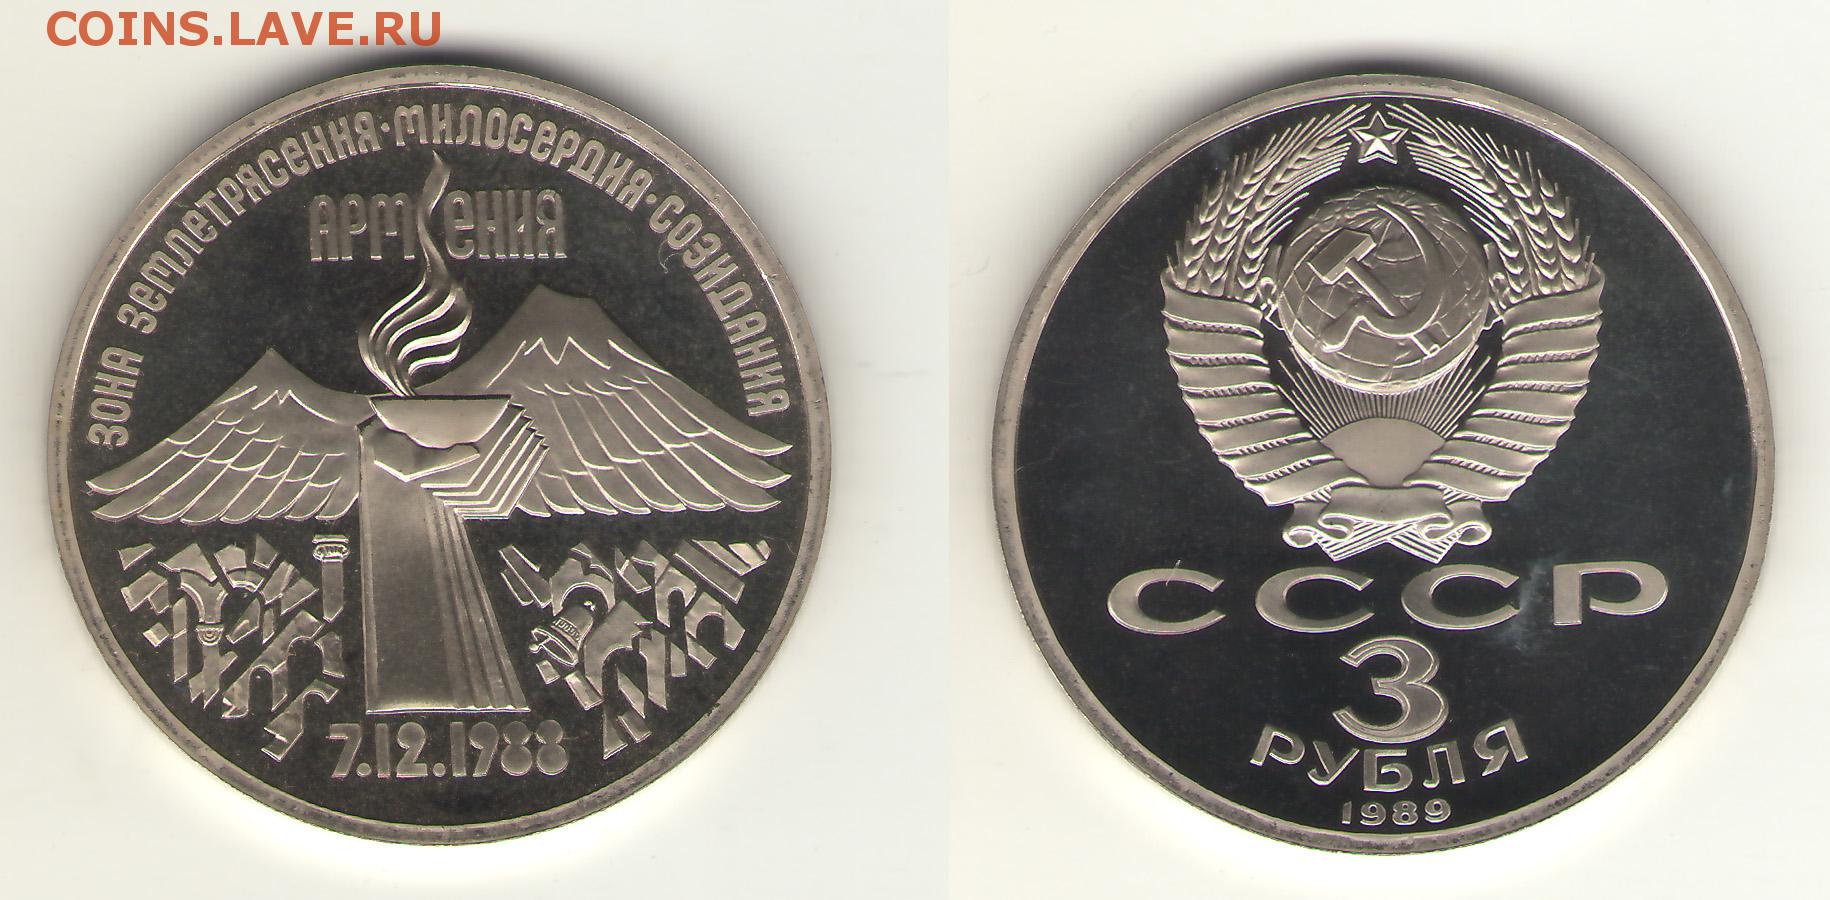 COINS.LAVE.RU
ЗОНА ЗЕМЛЕТРЯСЕНИЯ·МИЛОСЕРДИЯ·СОЗИДАНИЯ
АРМЕНИЯ
7.12.1988
СССР
3
РУБЛЯ
1989